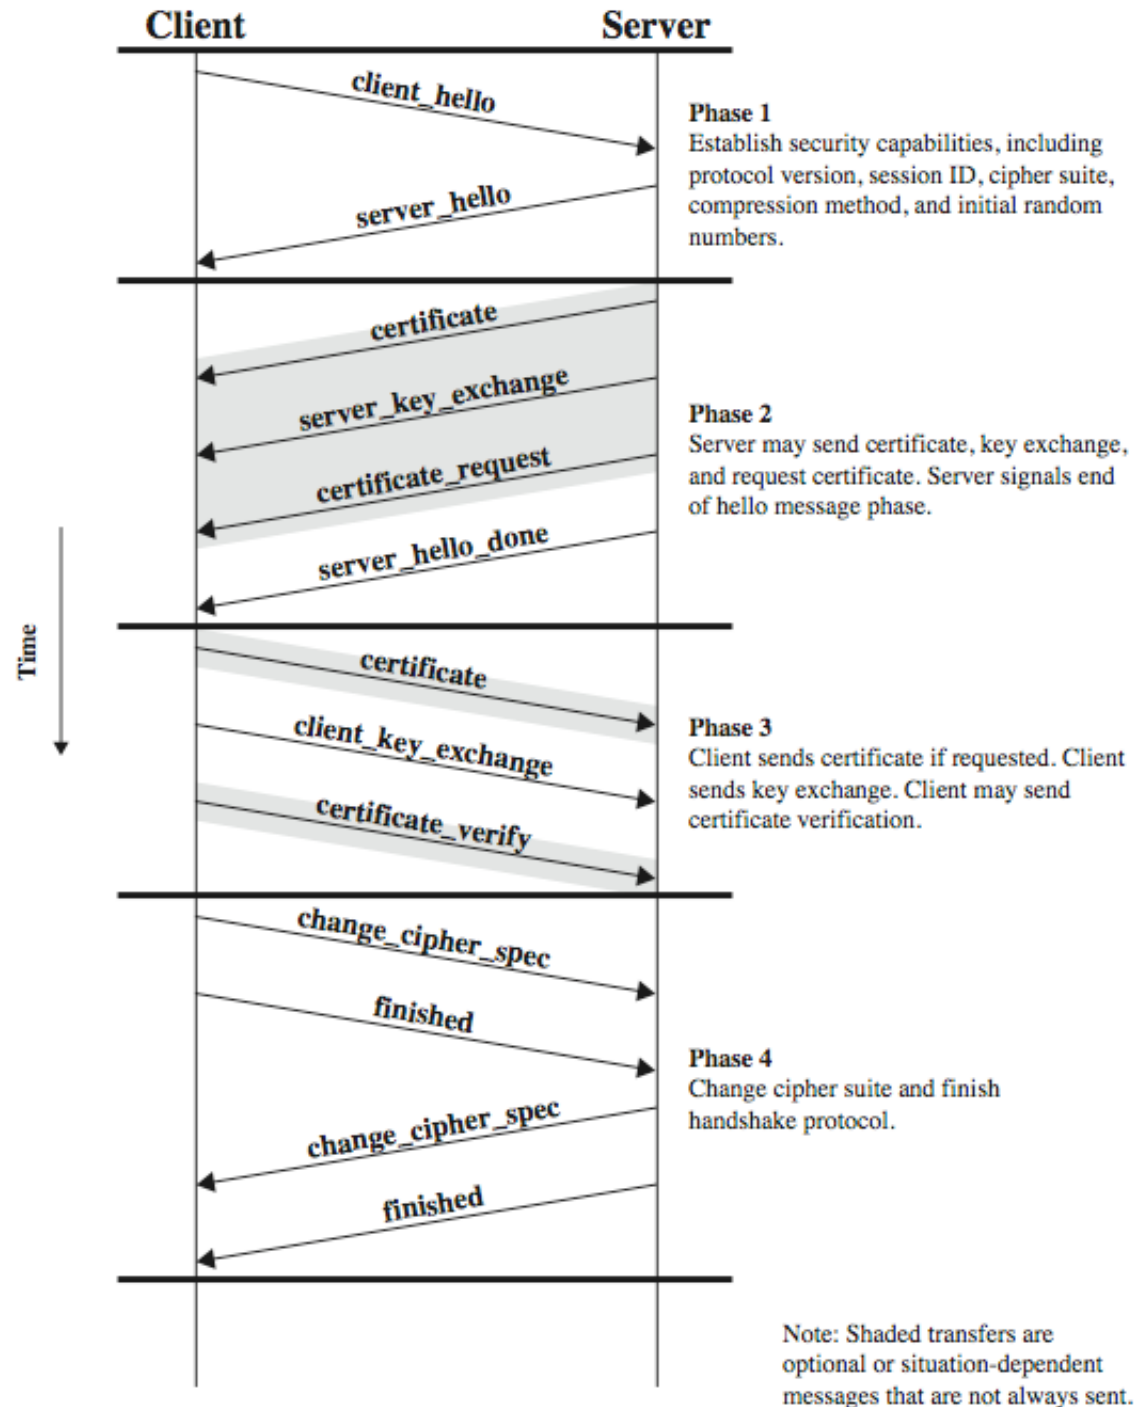 Client
Server
client_hello
server_hello
Phase 1
Establish security capabilities, including
protocol version, session ID, cipher suite,
compression method, and initial random
numbers.
certificate
server_key_exchange
certificate_request
server_hello_done
Phase 2
Server may send certificate, key exchange,
and request certificate. Server signals end
of hello message phase.
Time
certificate
client_key_exchange
certificate_verify
Phase 3
Client sends certificate if requested. Client
sends key exchange. Client may send
certificate verification.
change_cipher_spec
finished
change_cipher_spec
finished
Phase 4
Change cipher suite and finish
handshake protocol.
Note: Shaded transfers are
optional or situation-dependent
messages that are not always sent.